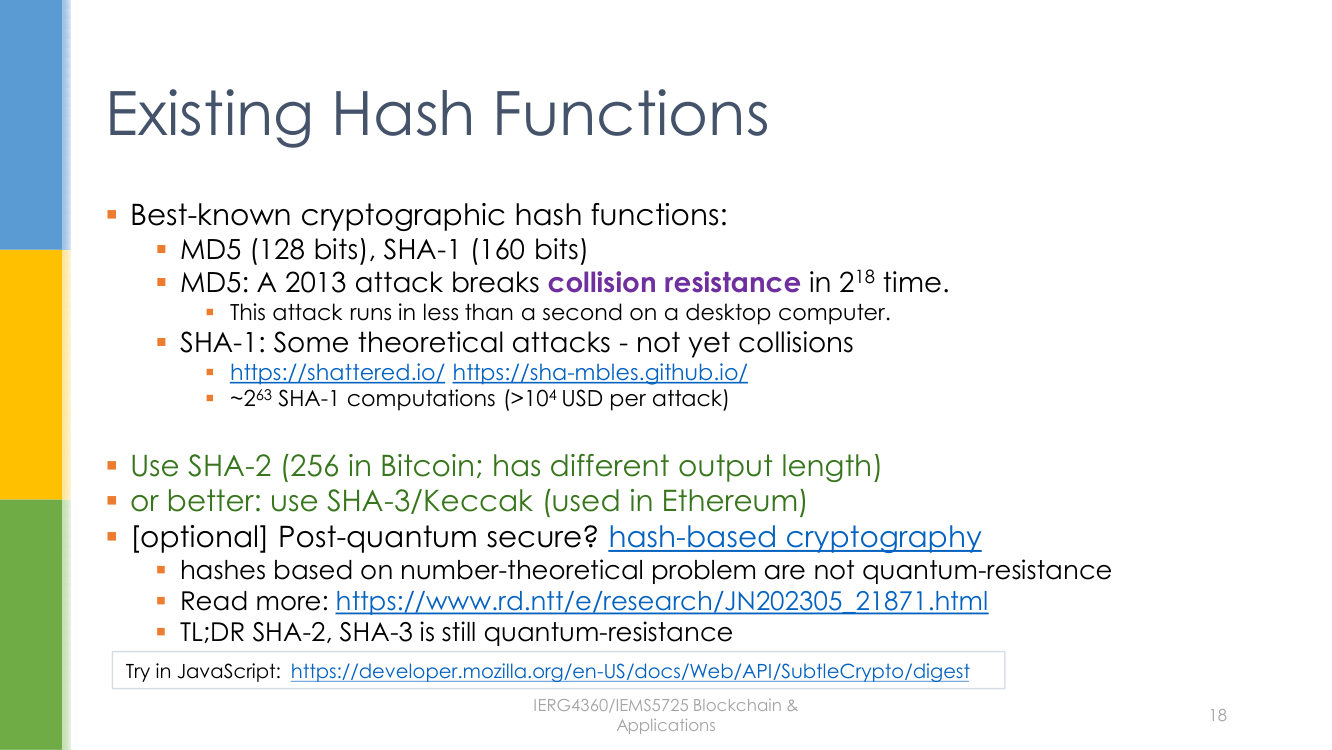 Existing Hash Functions
Best-known cryptographic hash functions:
MD5 (128 bits), SHA-1 (160 bits)
MD5: A 2013 attack breaks collision resistance in 2¹⁸ time.
This attack runs in less than a second on a desktop computer.
SHA-1: Some theoretical attacks - not yet collisions
https://shattered.io/ https://sha-mbles.github.io/
~2⁶³ SHA-1 computations (>10⁴ USD per attack)
Use SHA-2 (256 in Bitcoin; has different output length)
or better: use SHA-3/Keccak (used in Ethereum)
[optional] Post-quantum secure? hash-based cryptography
hashes based on number-theoretical problem are not quantum-resistance
Read more: https://www.rd.ntt/e/research/JN202305_21871.html
TL;DR SHA-2, SHA-3 is still quantum-resistance
Try in JavaScript: https://developer.mozilla.org/en-US/docs/Web/API/SubtleCrypto/digest
IERG4360/IEMS5725 Blockchain &
Applications
18